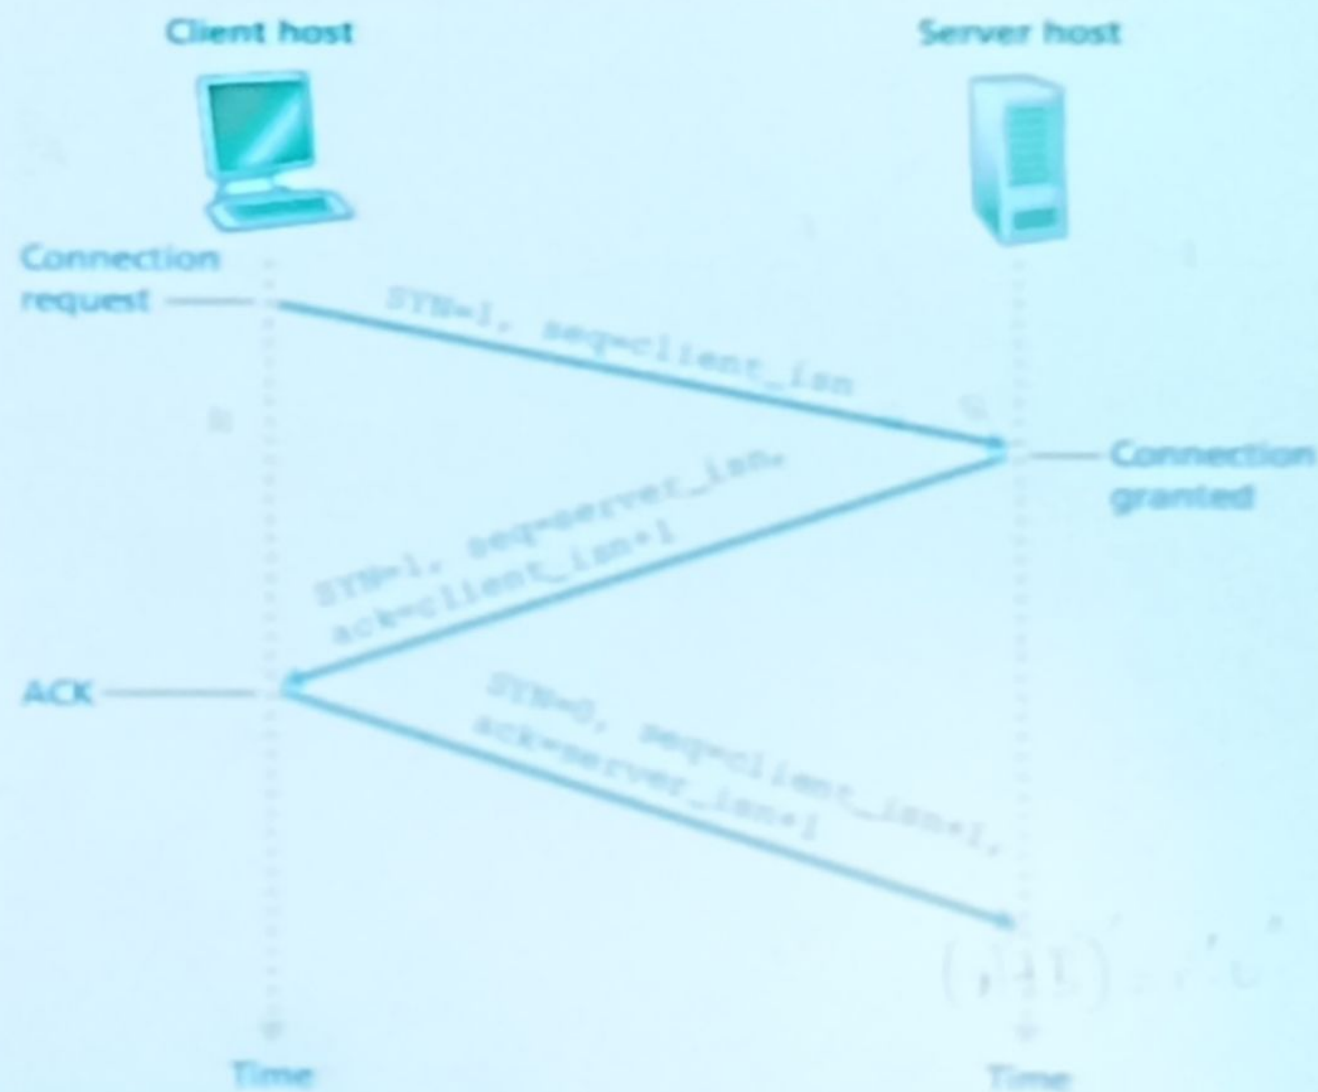 Client host
Server host
Connection
request
SYN=1, seq=client_isn
Connection
granted
SYN=1, seq=server_isn,
ack=client_isn+1
ACK
SYN=0, seq=client_isn+1,
ack=server_isn+1
Time
Time